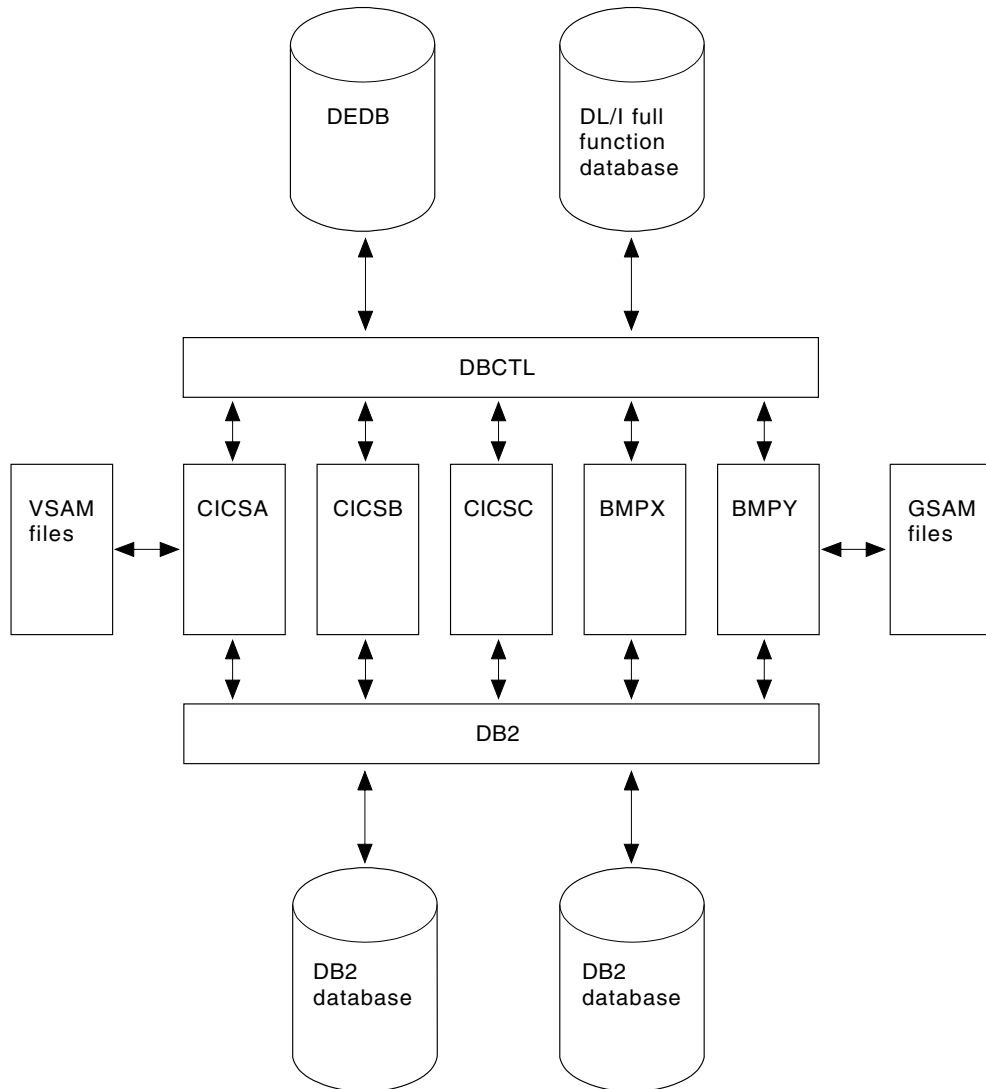 DEDB
DL/I full
function
database
DBCTL
VSAM
files
CICSA
CICSB
CICSC
BMPX
BMPY
GSAM
files
DB2
DB2
database
DB2
database